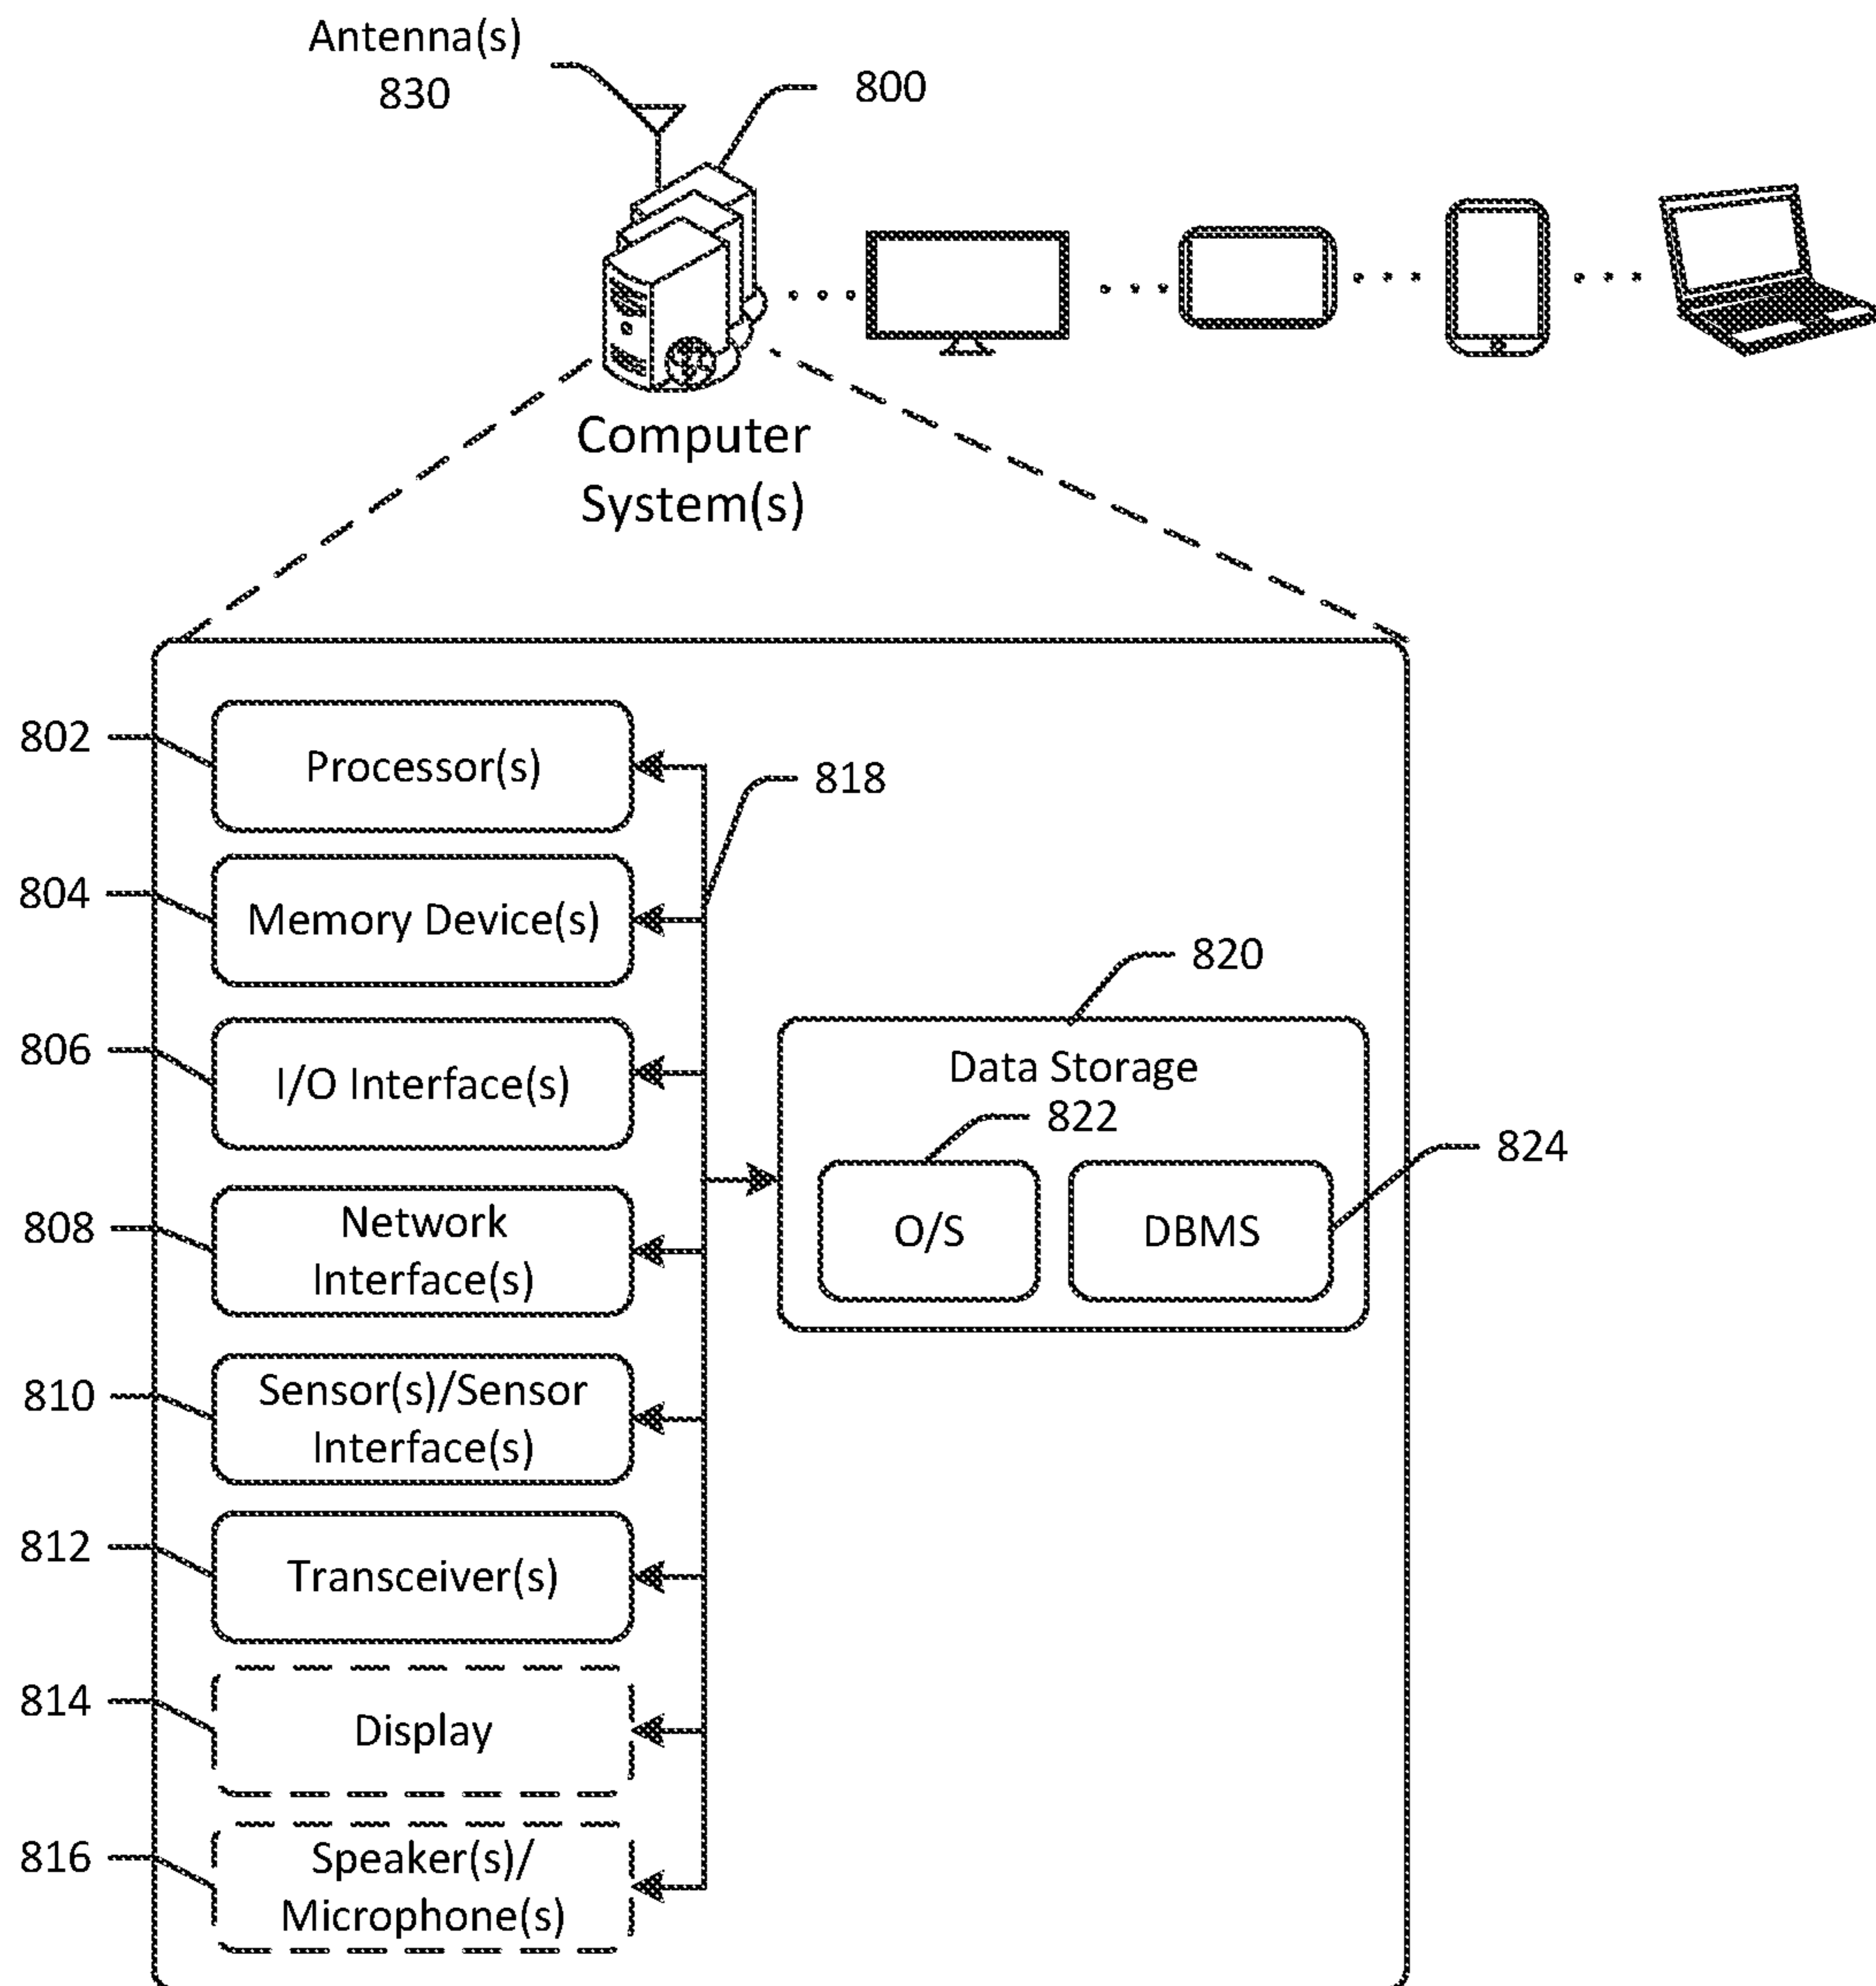 Antenna(s)
830
800
Computer
System(s)
802
Processor(s)
818
804
Memory Device(s)
820
806
I/O Interface(s)
Data Storage
822
824
808
Network
Interface(s)
O/S
DBMS
810
Sensor(s)/Sensor
Interface(s)
812
Transceiver(s)
814
Display
816
Speaker(s)/
Microphone(s)